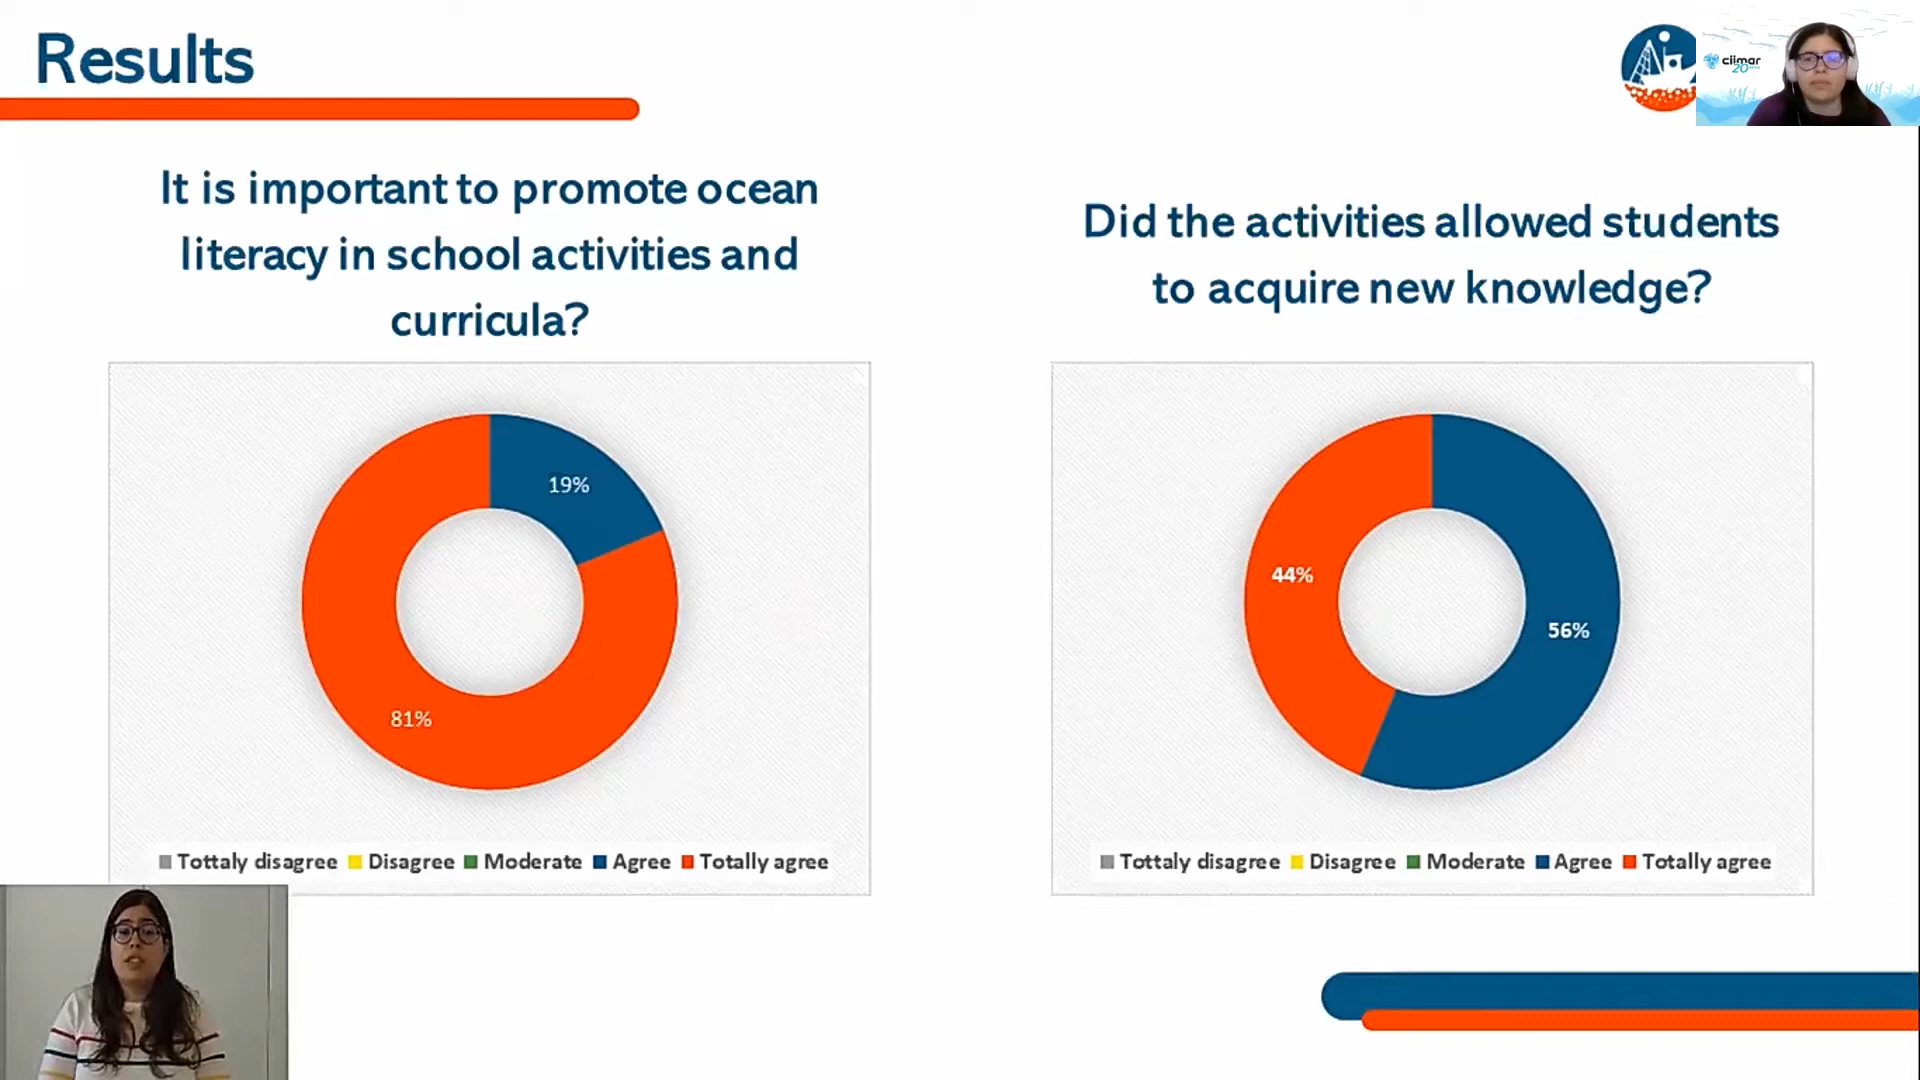 Results
ciimar
20
It is important to promote ocean
literacy in school activities and
curricula?
19%
81%
Tottaly disagree Disagree Moderate Agree Totally agree
Did the activities allowed students
to acquire new knowledge?
44%
56%
Tottaly disagree Disagree Moderate Agree Totally agree